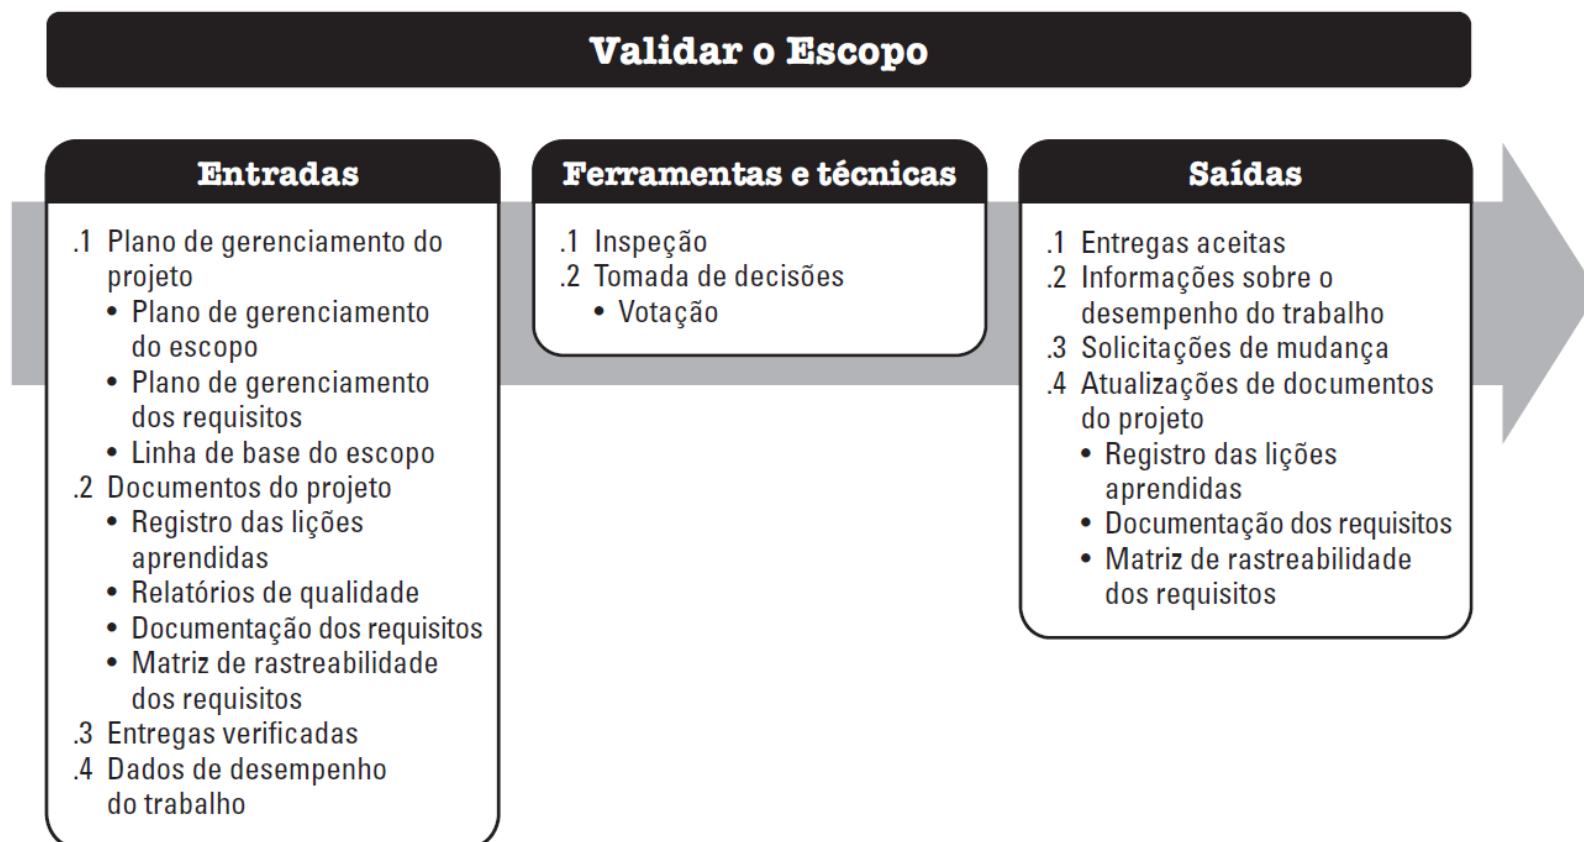 Validar o Escopo
Entradas
.1 Plano de gerenciamento do
projeto
• Plano de gerenciamento
do escopo
• Plano de gerenciamento
dos requisitos
• Linha de base do escopo
.2 Documentos do projeto
• Registro das lições
aprendidas
• Relatórios de qualidade
• Documentação dos requisitos
• Matriz de rastreabilidade
dos requisitos
.3 Entregas verificadas
.4 Dados de desempenho
do trabalho
Ferramentas e técnicas
.1 Inspeção
.2 Tomada de decisões
• Votação
Saídas
.1 Entregas aceitas
.2 Informações sobre o
desempenho do trabalho
.3 Solicitações de mudança
.4 Atualizações de documentos
do projeto
• Registro das lições
aprendidas
• Documentação dos requisitos
• Matriz de rastreabilidade
dos requisitos